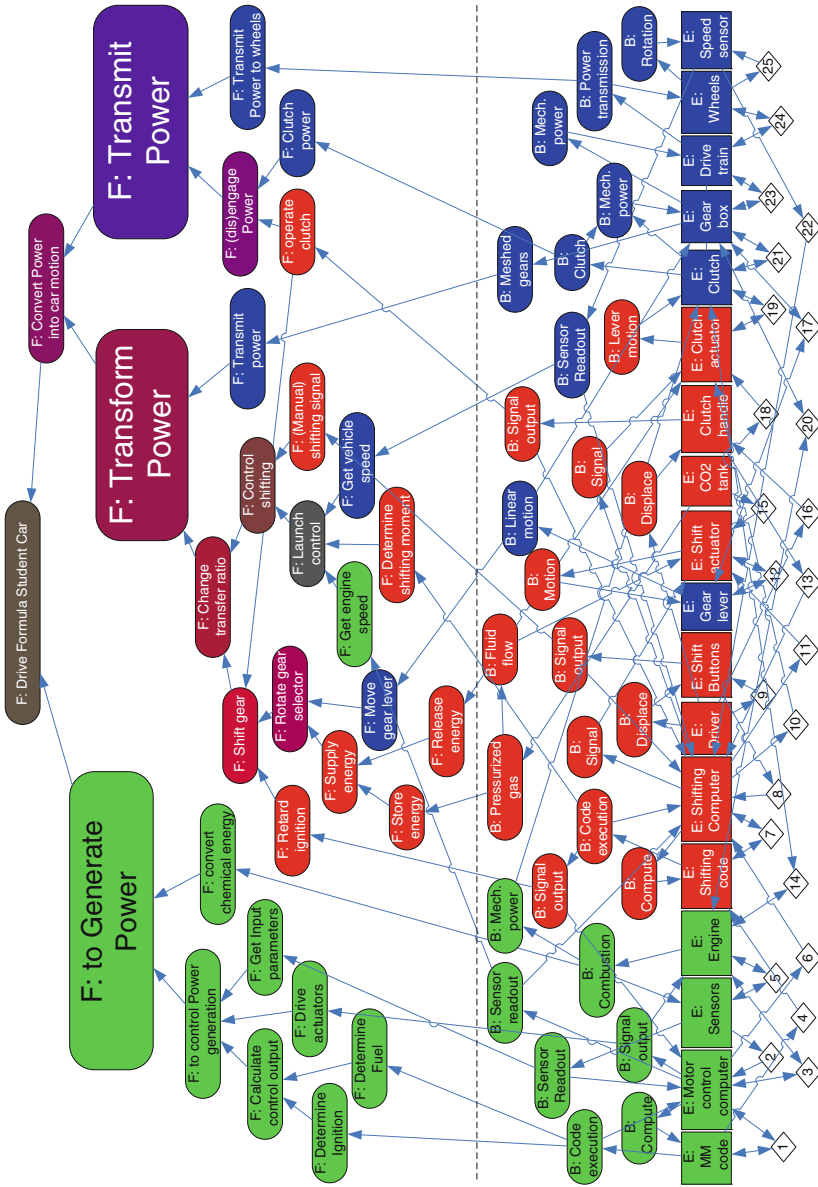 F: Drive Formula Student Car
F: Convert Power
into car motion
F: to Generate
Power
F: Transform
Power
F: Transmit
Power
F: to control Power
generation
F: convert
chemical energy
F: Change
transfer ratio
F: Calculate
control output
F: Get Input
parameters
F: Shift gear
F: Control
shifting
F: Transmit
power
F: (dis)engage
Power
F: Transmit
Power to wheels
F: Determine
Ignition
F: Drive
actuators
F: Determine
Fuel
F: Retard
ignition
F: Rotate gear
selector
F: Launch
control
F: (Manual)
shifting signal
F: operate
clutch
F: Clutch
power
F: Supply
energy
F: Get engine
speed
F: Get vehicle
speed
F: Store
energy
F: Release
energy
F: Move
gear lever
F: Determine
shifting moment
B: Sensor
readout
B: Mech.
power
B: Pressurized
gas
B: Fluid
flow
B: Linear
motion
B: Signal
output
B: Meshed
gears
B: Mech.
power
B: Sensor
Readout
B: Signal
output
B:
Motion
B: Sensor
Readout
B:
Clutch
B: Code
execution
B:
Combustion
B: Code
execution
B:
Signal
B: Signal
output
B:
Signal
B: Lever
motion
B: Mech.
power
B: Power
transmission
B:
Compute
B: Signal
output
B:
Compute
B:
Displace
B:
Displace
B:
Rotation
E:
MM
code
E: Motor
control
computer
E:
Sensors
E:
Engine
E:
Shifting
code
E: Shifting
Computer
E:
Driver
E: Shift
Buttons
E:
Gear
lever
E: Shift
actuator
E:
CO2
tank
E:
Clutch
handle
E: Clutch
actuator
E:
Clutch
E:
Gear
box
E:
Drive
train
E:
Wheels
E:
Speed
sensor
1
2
3
4
5
6
14
7
8
9
10
11
12
13
15
16
18
19
20
17
21
22
23
24
25